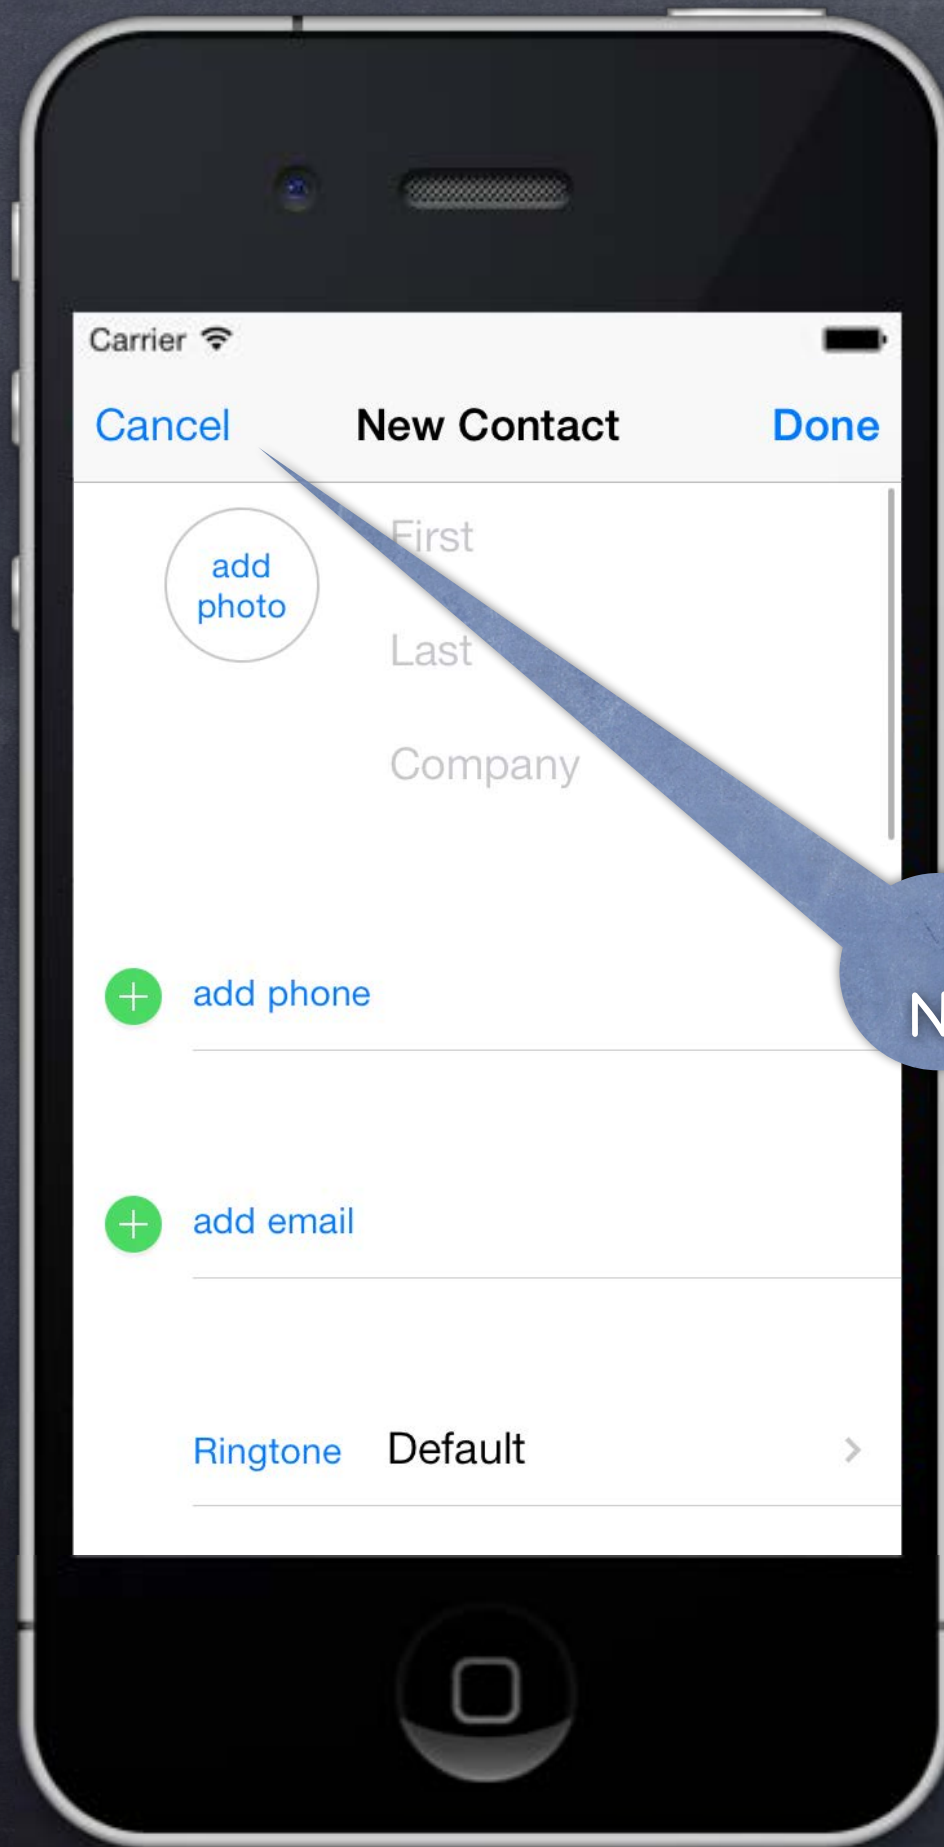 Carrier
Cancel New Contact Done
add
photo
First
Last
Company
add phone
add email
Ringtone Default